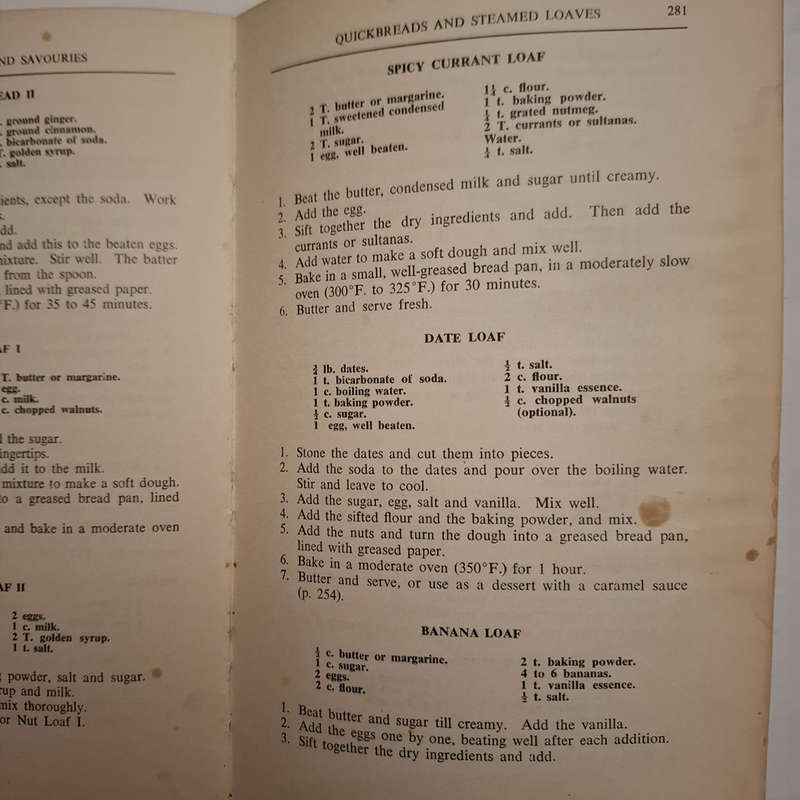 ND SAVOURIES
EAD II
ground ginger.
ground cinnamon.
bicarbonate of soda.
golden syrup.
salt.
ients, except the soda. Work
dd.
nd add this to the beaten eggs.
ixture. Stir well. The batter
from the spoon.
lined with greased paper.
°F.) for 35 to 45 minutes.
AF I
T. butter or margarine.
egg.
c. milk.
c. chopped walnuts.
l the sugar.
ingertips.
dd it to the milk.
mixture to make a soft dough.
to a greased bread pan, lined
and bake in a moderate oven
AF II
2 eggs.
1 c. milk.
2 T. golden syrup.
1 t. salt.
powder, salt and sugar.
rup and milk.
mix thoroughly.
or Nut Loaf I.
QUICKBREADS AND STEAMED LOAVES 281
SPICY CURRANT LOAF
2 T. butter or margarine.
1 T. sweetened condensed
milk.
2 T. sugar.
1 egg, well beaten.
1¼ c. flour.
1 t. baking powder.
¼ t. grated nutmeg.
2 T. currants or sultanas.
Water.
¼ t. salt.
1. Beat the butter, condensed milk and sugar until creamy.
2. Add the egg.
3. Sift together the dry ingredients and add. Then add the
currants or sultanas.
4. Add water to make a soft dough and mix well.
5. Bake in a small, well-greased bread pan, in a moderately slow
oven (300°F. to 325°F.) for 30 minutes.
6. Butter and serve fresh.
DATE LOAF
lb. dates.
1 t. bicarbonate of soda.
1 c. boiling water.
1 t. baking powder.
½ c. sugar.
1 egg, well beaten.
½ t. salt.
2 c. flour.
1 t. vanilla essence.
½ c. chopped walnuts
(optional).
1. Stone the dates and cut them into pieces.
2. Add the soda to the dates and pour over the boiling water.
Stir and leave to cool.
3. Add the sugar, egg, salt and vanilla. Mix well.
4. Add the sifted flour and the baking powder, and mix.
5. Add the nuts and turn the dough into a greased bread pan,
lined with greased paper.
6. Bake in a moderate oven (350°F.) for 1 hour.
7. Butter and serve, or use as a dessert with a caramel sauce
(p. 254).
BANANA LOAF
½ c. butter or margarine.
1 c. sugar.
2 eggs.
2 c. flour.
2 t. baking powder.
4 to 6 bananas.
1 t. vanilla essence.
½ t. salt.
1. Beat butter and sugar till creamy. Add the vanilla.
2. Add the eggs one by one, beating well after each addition.
3. Sift together the dry ingredients and add.